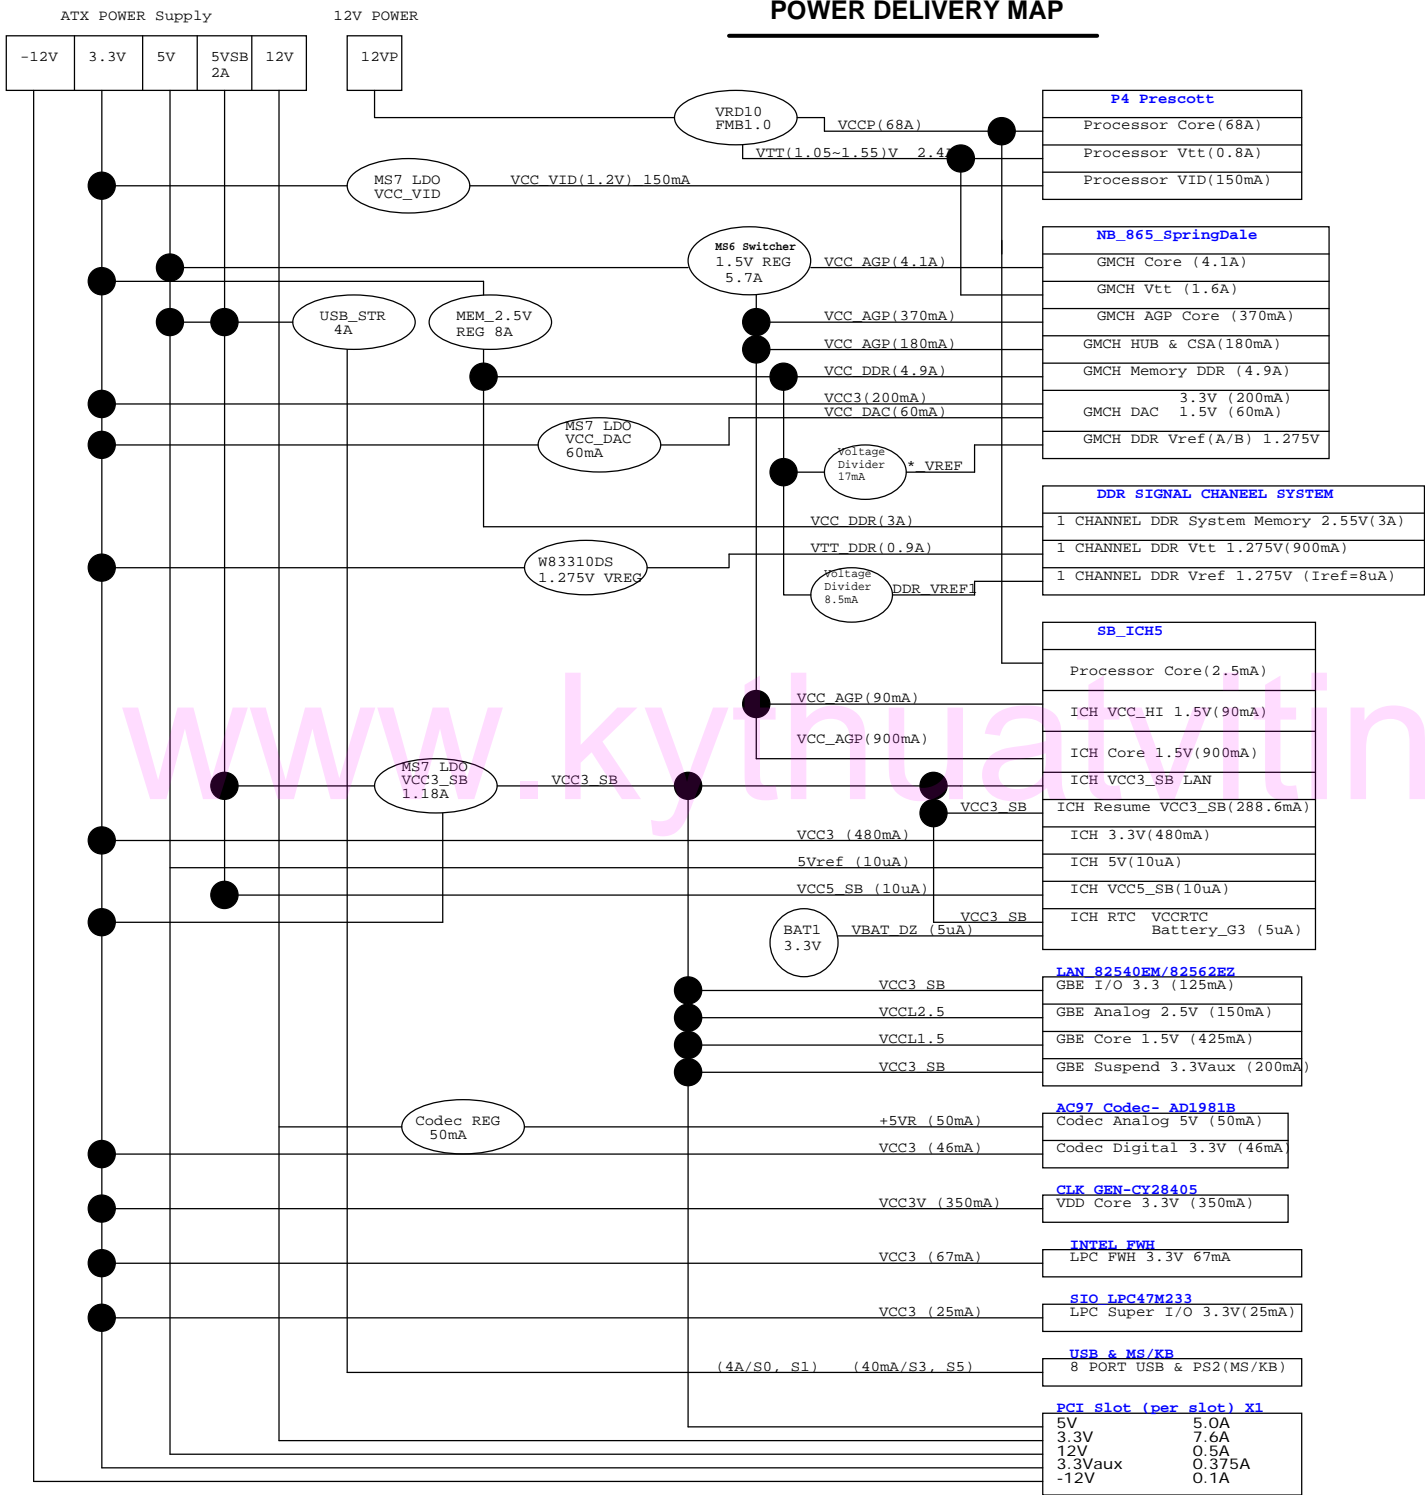 POWER DELIVERY MAP
ATX POWER Supply
12V POWER
-12V
3.3V
5V
5VSB
2A
12V
12VP
VRD10
FMB1.0
VCCP(68A)
VTT(1.05~1.55)V 2.4A
P4 Prescott
Processor Core(68A)
Processor Vtt(0.8A)
Processor VID(150mA)
MS7 LDO
VCC_VID
VCC_VID(1.2V)_150mA
NB_865_SpringDale
MS6 Switcher
1.5V REG
5.7A
VCC_AGP(4.1A)
GMCH Core (4.1A)
GMCH Vtt (1.6A)
USB_STR
4A
MEM_2.5V
REG 8A
VCC_AGP(370mA)
GMCH AGP Core (370mA)
VCC_AGP(180mA)
GMCH HUB & CSA(180mA)
VCC_DDR(4.9A)
GMCH Memory DDR (4.9A)
VCC3(200mA)
VCC_DAC(60mA)
3.3V (200mA)
GMCH DAC 1.5V (60mA)
MS7 LDO
VCC_DAC
60mA
GMCH DDR Vref(A/B) 1.275V
Voltage
Divider
17mA
*_VREF
DDR SIGNAL CHANEEL SYSTEM
VCC_DDR(3A)
1 CHANNEL DDR System Memory 2.55V(3A)
VTT_DDR(0.9A)
1 CHANNEL DDR Vtt 1.275V(900mA)
W83310DS
1.275V VREG
Voltage
Divider
8.5mA
DDR_VREF1
1 CHANNEL DDR Vref 1.275V (Iref=8uA)
SB_ICH5
Processor Core(2.5mA)
www.kythuatvitin
VCC_AGP(90mA)
ICH VCC_HI 1.5V(90mA)
VCC_AGP(900mA)
ICH Core 1.5V(900mA)
MS7 LDO
VCC3_SB
1.18A
VCC3_SB
ICH VCC3_SB LAN
VCC3_SB
ICH Resume VCC3_SB(288.6mA)
VCC3 (480mA)
ICH 3.3V(480mA)
5Vref (10uA)
ICH 5V(10uA)
VCC5_SB (10uA)
ICH VCC5_SB(10uA)
VCC3_SB
ICH RTC VCCRTC
Battery_G3 (5uA)
BAT1
3.3V
VBAT_DZ (5uA)
LAN 82540EM/82562EZ
VCC3_SB
GBE I/O 3.3 (125mA)
VCCL2.5
GBE Analog 2.5V (150mA)
VCCL1.5
GBE Core 1.5V (425mA)
VCC3_SB
GBE Suspend 3.3Vaux (200mA)
AC97 Codec- AD1981B
Codec REG
50mA
+5VR (50mA)
Codec Analog 5V (50mA)
VCC3 (46mA)
Codec Digital 3.3V (46mA)
CLK GEN-CY28405
VCC3V (350mA)
VDD Core 3.3V (350mA)
INTEL FWH
VCC3 (67mA)
LPC FWH 3.3V 67mA
SIO LPC47M233
VCC3 (25mA)
LPC Super I/O 3.3V(25mA)
USB & MS/KB
(4A/S0, S1) (40mA/S3, S5)
8 PORT USB & PS2(MS/KB)
PCI Slot (per slot) X1
5V 5.0A
3.3V 7.6A
12V 0.5A
3.3Vaux 0.375A
-12V 0.1A